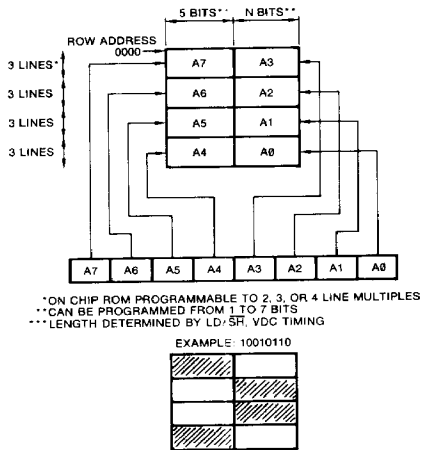 5 BITS** N BITS**
ROW ADDRESS
0000
3 LINES* A7 A3
3 LINES A6 A2
3 LINES A5 A1
3 LINES A4 A0
A7 A6 A5 A4 A3 A2 A1 A0
*ON CHIP ROM PROGRAMMABLE TO 2, 3, OR 4 LINE MULTIPLES
**CAN BE PROGRAMMED FROM 1 TO 7 BITS
***LENGTH DETERMINED BY LD/SH, VDC TIMING
EXAMPLE: 10010110